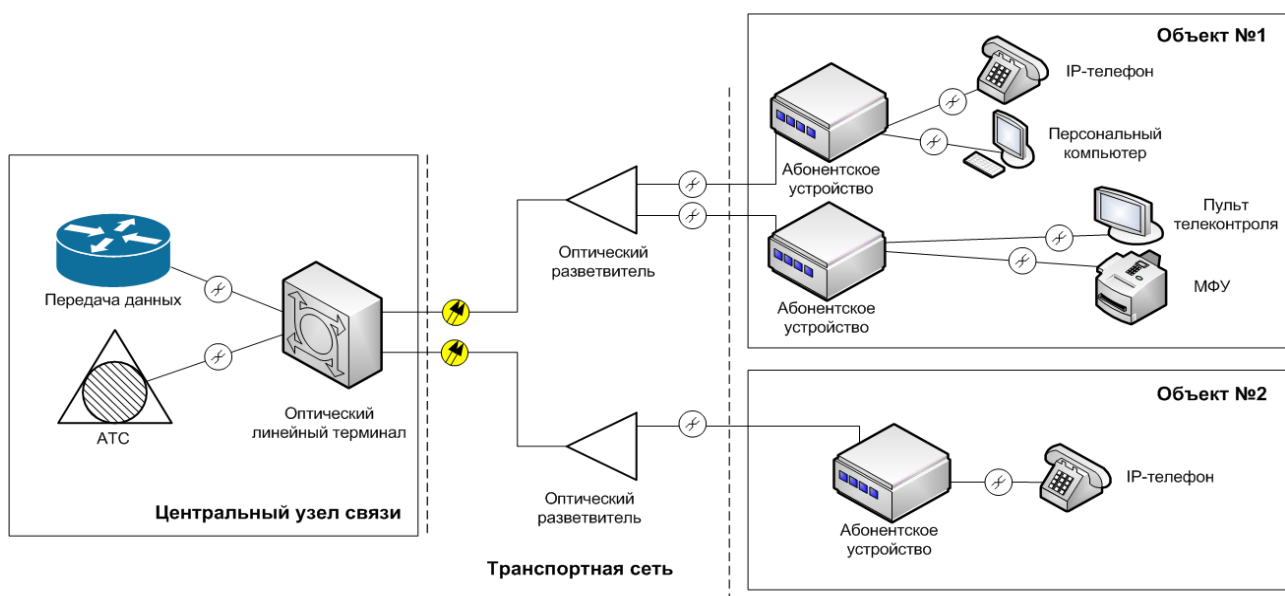 Объект №1
IP-телефон
Персональный
компьютер
Абонентское
устройство
Пульт
телеконтроля
МФУ
Абонентское
устройство
Оптический
разветвитель
Передача данных
АТС
Оптический
линейный терминал
Центральный узел связи
Объект №2
IP-телефон
Абонентское
устройство
Оптический
разветвитель
Транспортная сеть